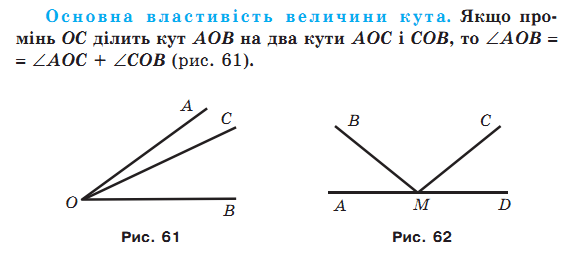 Основна властивість величини кута. Якщо про-
мінь OC ділить кут AOB на два кути AOC і COB, то ∠AOB =
= ∠AOC + ∠COB (рис. 61).
A
C
O
B
Рис. 61
B
C
A
M
D
Рис. 62